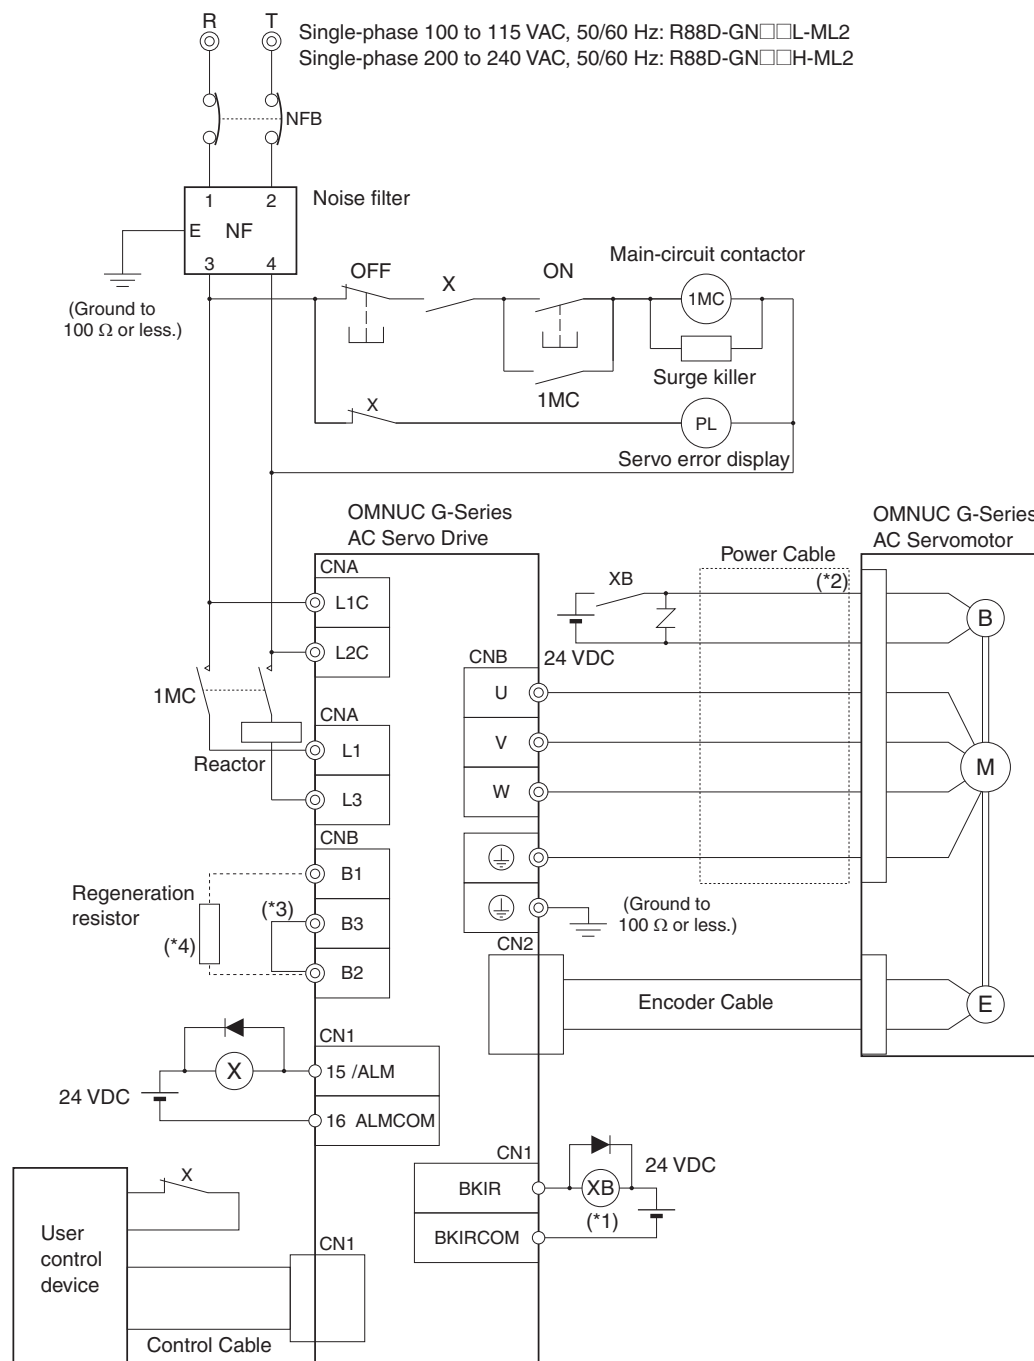 R T
Single-phase 100 to 115 VAC, 50/60 Hz: R88D-GN□□L-ML2
Single-phase 200 to 240 VAC, 50/60 Hz: R88D-GN□□H-ML2
NFB
1 2
Noise filter
E NF
3 4
(Ground to
100 Ω or less.)
OFF X ON
Main-circuit contactor
1MC
Surge killer
1MC
X
PL
Servo error display
OMNUC G-Series
AC Servo Drive
OMNUC G-Series
AC Servomotor
CNA
L1C
L2C
XB
Power Cable
(*2)
B
24 VDC
1MC
CNA
L1
Reactor
L3
CNB
U
V
W
M
CNB
B1
Regeneration
resistor
(*3)
B3
(*4)
B2
(Ground to
100 Ω or less.)
CN2
Encoder Cable
E
CN1
X
15 /ALM
24 VDC
16 ALMCOM
CN1
24 VDC
BKIR
XB
(*1)
BKIRCOM
X
User
control
device
CN1
Control Cable